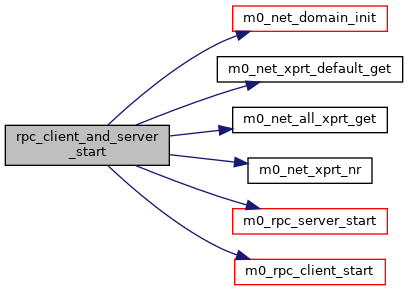 m0_net_domain_init
m0_net_xprt_default_get
m0_net_all_xprt_get
rpc_client_and_server
_start
m0_net_xprt_nr
m0_rpc_server_start
m0_rpc_client_start